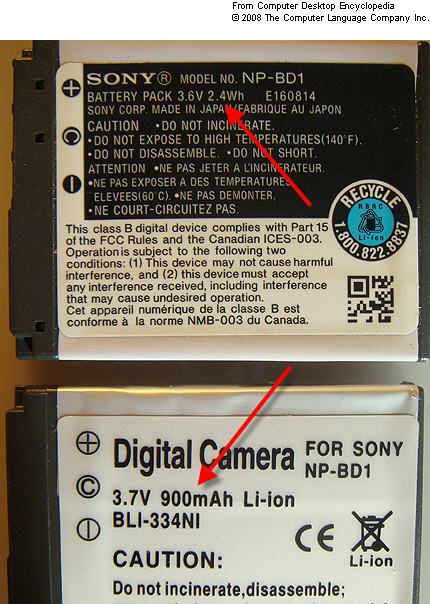 From Computer Desktop Encyclopedia
© 2008 The Computer Language Company Inc.
SONY® MODEL NO. NP-BD1
BATTERY PACK 3.6V 2.4Wh E160814
SONY CORP. MADE IN JAPAN/FABRIQUE AU JAPON
CAUTION •DO NOT INCINERATE.
•DO NOT EXPOSE TO HIGH TEMPERATURES(140°F).
•DO NOT DISASSEMBLE. •DO NOT SHORT.
ATTENTION •NE PAS JETER A L'INCINERATEUR.
•NE PAS EXPOSER A DES TEMPERATURES
ELEVEES(60°C). •NE PAS DEMONTER.
•NE COURT-CIRCUITEZ PAS.
RECYCLE
RBRC
Li-ion
1.800.822.8837
This class B digital device complies with Part 15
of the FCC Rules and the Canadian ICES-003.
Operation is subject to the following two
conditions: (1) This device may not cause harmful
interference, and (2) this device must accept
any interference received, including interference
that may cause undesired operation.
Cet appareil numérique de la classe B est
conforme à la norme NMB-003 du Canada.
Digital Camera FOR SONY
NP-BD1
C
3.7V 900mAh Li-ion
BLI-334NI
CE
Li-ion
CAUTION:
Do not incinerate,disassemble;